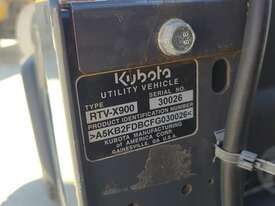 Kubota
UTILITY VEHICLE
TYPE SERIAL NO.
RTV-X900 30026
PRODUCT IDENTIFICATION NUMBER
>A5KB2FDBCFG030026<
KUBOTA MANUFACTURING
of AMERICA CORP.
GAINESVILLE, GA. U.S.A.